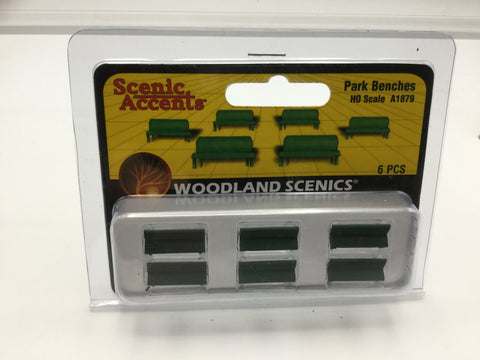 Scenic
Accents®
Park Benches
HO Scale A1879
6 PCS
WOODLAND SCENICS®